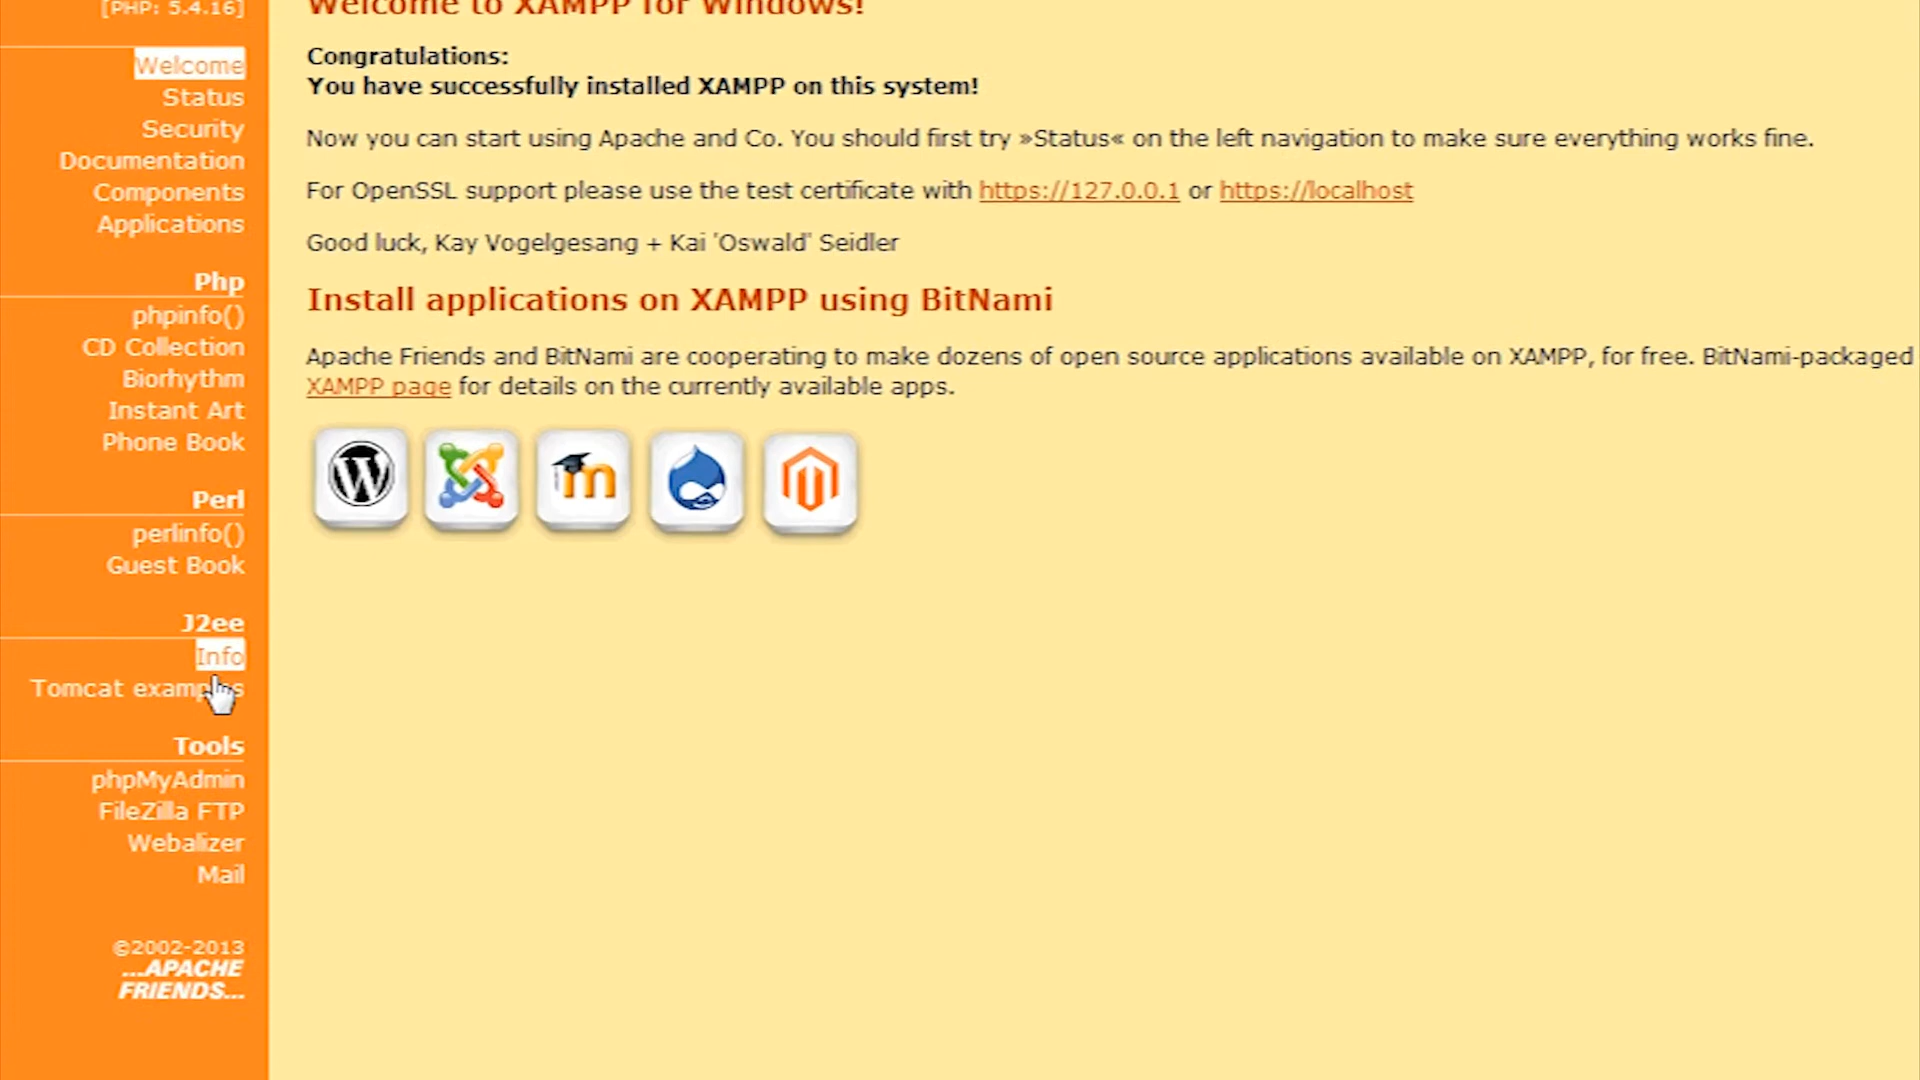 [PHP: 5.4.16]
Welcome
Status
Security
Documentation
Components
Applications
Php
phpinfo()
CD Collection
Biorhythm
Instant Art
Phone Book
Perl
perlinfo()
Guest Book
J2ee
Info
Tomcat examples
Tools
phpMyAdmin
FileZilla FTP
Webalizer
Mail
©2002-2013
...APACHE
FRIENDS...
Welcome to XAMPP for Windows!
Congratulations:
You have successfully installed XAMPP on this system!
Now you can start using Apache and Co. You should first try »Status« on the left navigation to make sure everything works fine.
For OpenSSL support please use the test certificate with https://127.0.0.1 or https://localhost
Good luck, Kay Vogelgesang + Kai 'Oswald' Seidler
Install applications on XAMPP using BitNami
Apache Friends and BitNami are cooperating to make dozens of open source applications available on XAMPP, for free. BitNami-packaged
XAMPP page for details on the currently available apps.